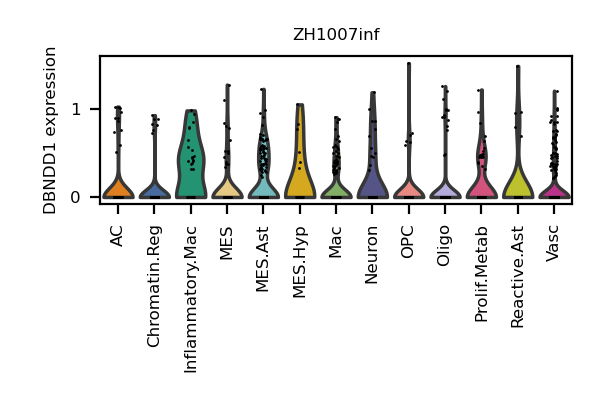 ZH1007inf
DBNDD1 expression
1
0
AC
Chromatin.Reg
Inflammatory.Mac
MES
MES.Ast
MES.Hyp
Mac
Neuron
OPC
Oligo
Prolif.Metab
Reactive.Ast
Vasc